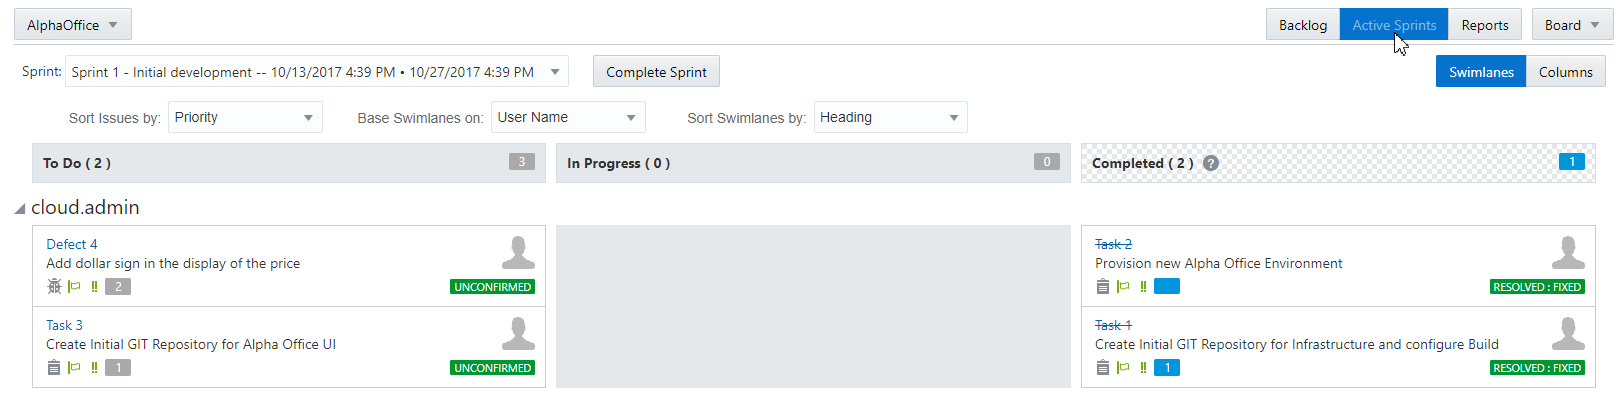 AlphaOffice Backlog Active Sprints Reports Board
Sprint: Sprint 1 - Initial development -- 10/13/2017 4:39 PM • 10/27/2017 4:39 PM Complete Sprint Swimlanes Columns
Sort Issues by: Priority Base Swimlanes on: User Name Sort Swimlanes by: Heading
To Do ( 2 ) 3 In Progress ( 0 ) 0 Completed ( 2 ) ? 1
cloud.admin
Defect 4
Add dollar sign in the display of the price
!! 2 UNCONFIRMED
Task 3
Create Initial GIT Repository for Alpha Office UI
!! 1 UNCONFIRMED
Task 2
Provision new Alpha Office Environment
!! RESOLVED : FIXED
Task 1
Create Initial GIT Repository for Infrastructure and configure Build
!! 1 RESOLVED : FIXED